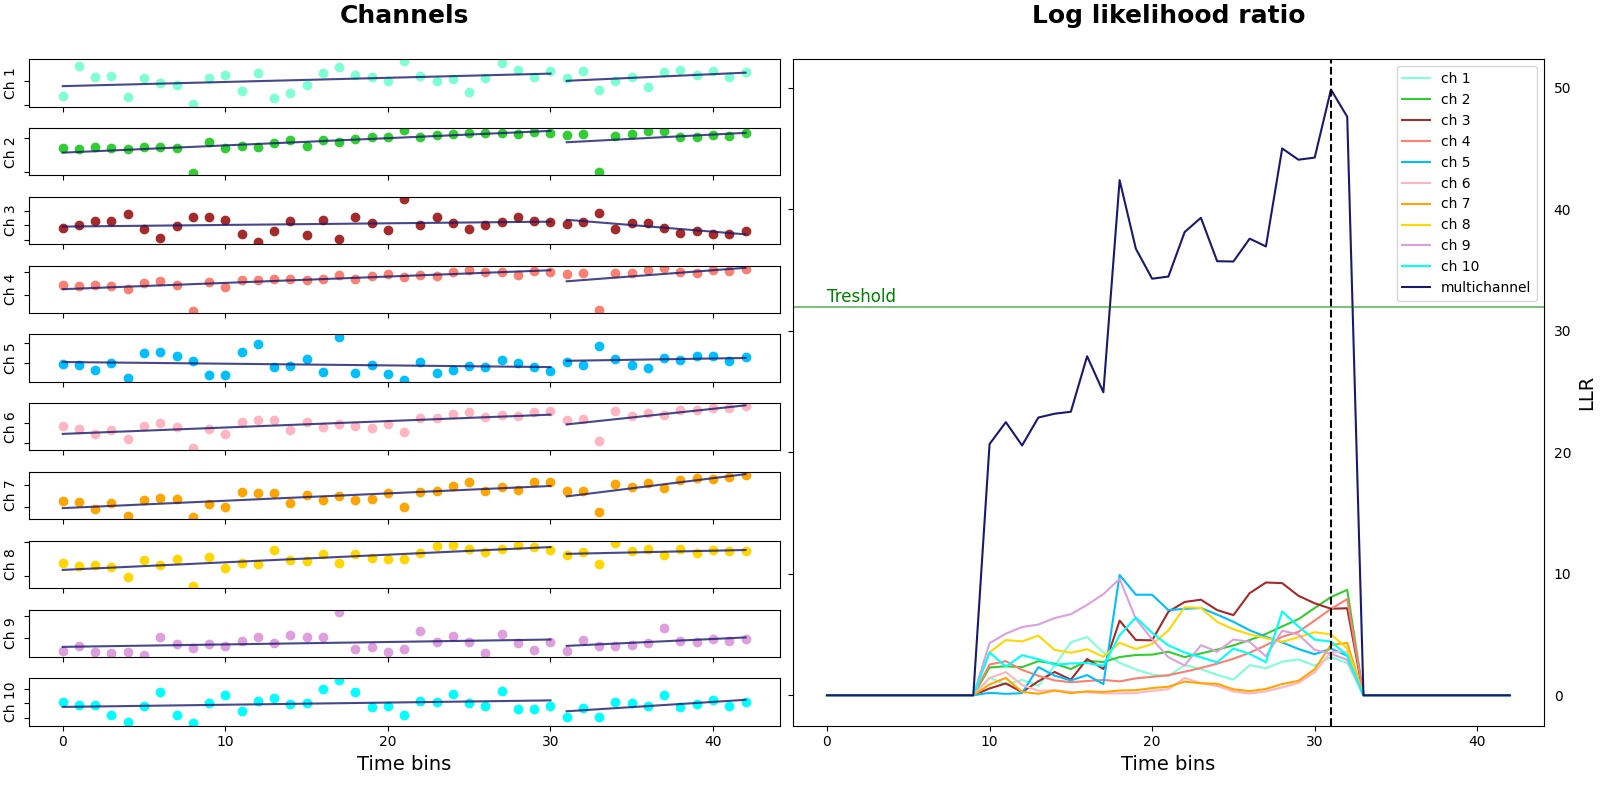 Channels
Log likelihood ratio
Ch 1
Ch 2
Ch 3
Ch 4
Ch 5
Ch 6
Ch 7
Ch 8
Ch 9
Ch 10
0 10 20 30 40
Time bins
Treshold
ch 1
ch 2
ch 3
ch 4
ch 5
ch 6
ch 7
ch 8
ch 9
ch 10
multichannel
50
40
30
20
10
0
LLR
0 10 20 30 40
Time bins